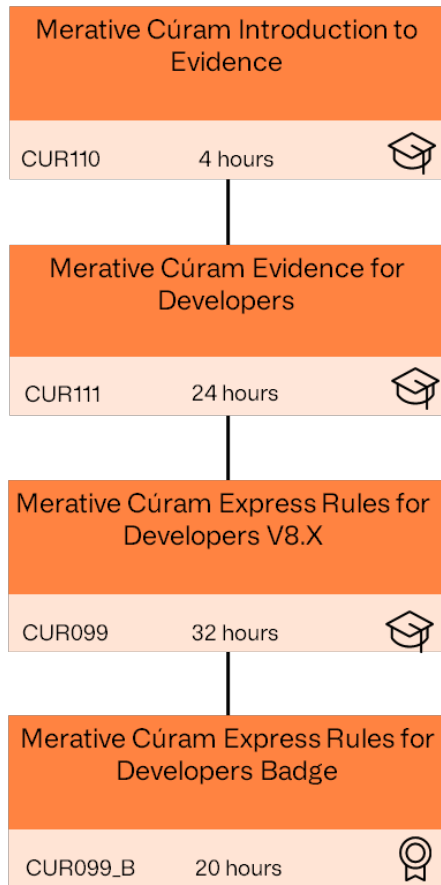 Merative Cúram Introduction to
Evidence
CUR110 4 hours
Merative Cúram Evidence for
Developers
CUR111 24 hours
Merative Cúram Express Rules for
Developers V8.X
CUR099 32 hours
Merative Cúram Express Rules for
Developers Badge
CUR099_B 20 hours